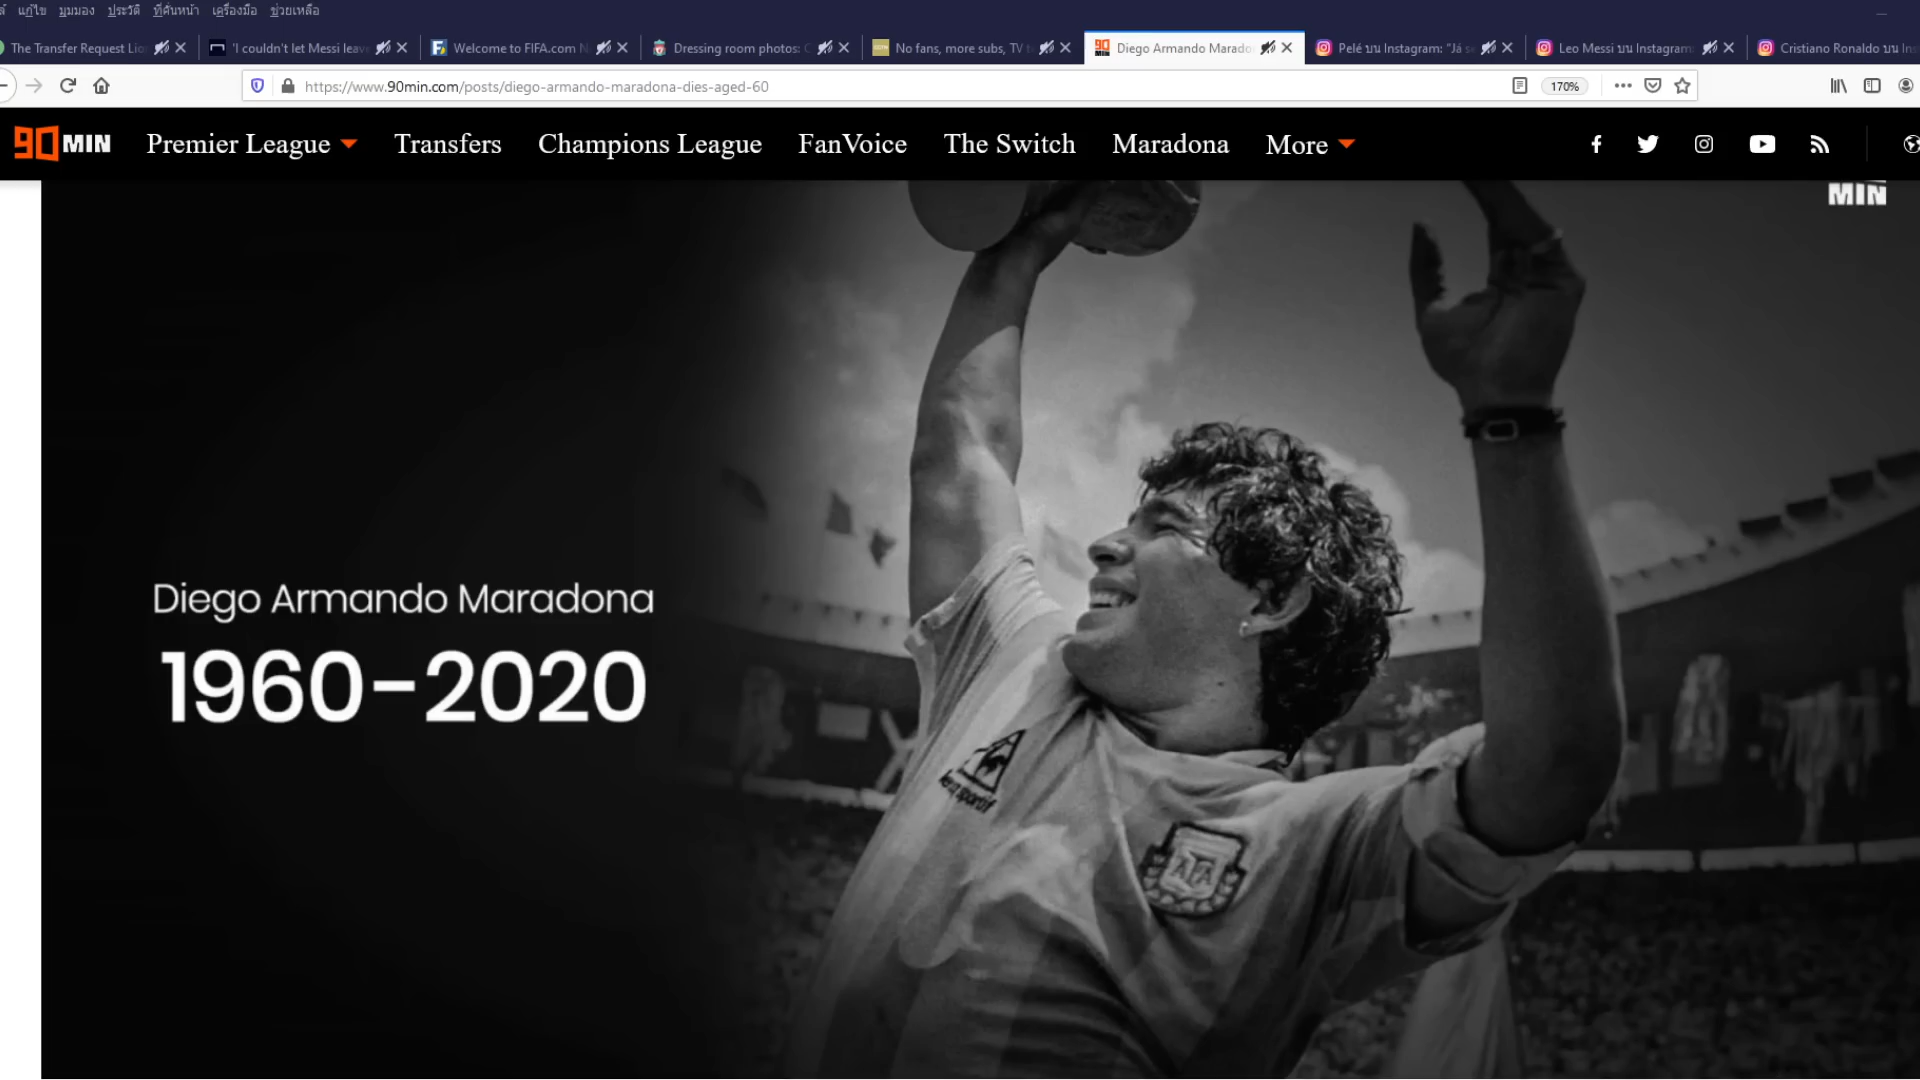 แก้ไข มุมมอง ประวัติ ที่คั่นหน้า เครื่องมือ ช่วยเหลือ
The Transfer Request Lio 'I couldn't let Messi leave Welcome to FIFA.com N Dressing room photos: No fans, more subs, TV t Diego Armando Marado Pelé บน Instagram: "Já s Leo Messi บน Instagram: Cristiano Ronaldo บน Ins
https://www.90min.com/posts/diego-armando-maradona-dies-aged-60 170%
90MIN Premier League Transfers Champions League FanVoice The Switch Maradona More
MIN
Diego Armando Maradona
1960-2020
le coq sportif
AFA